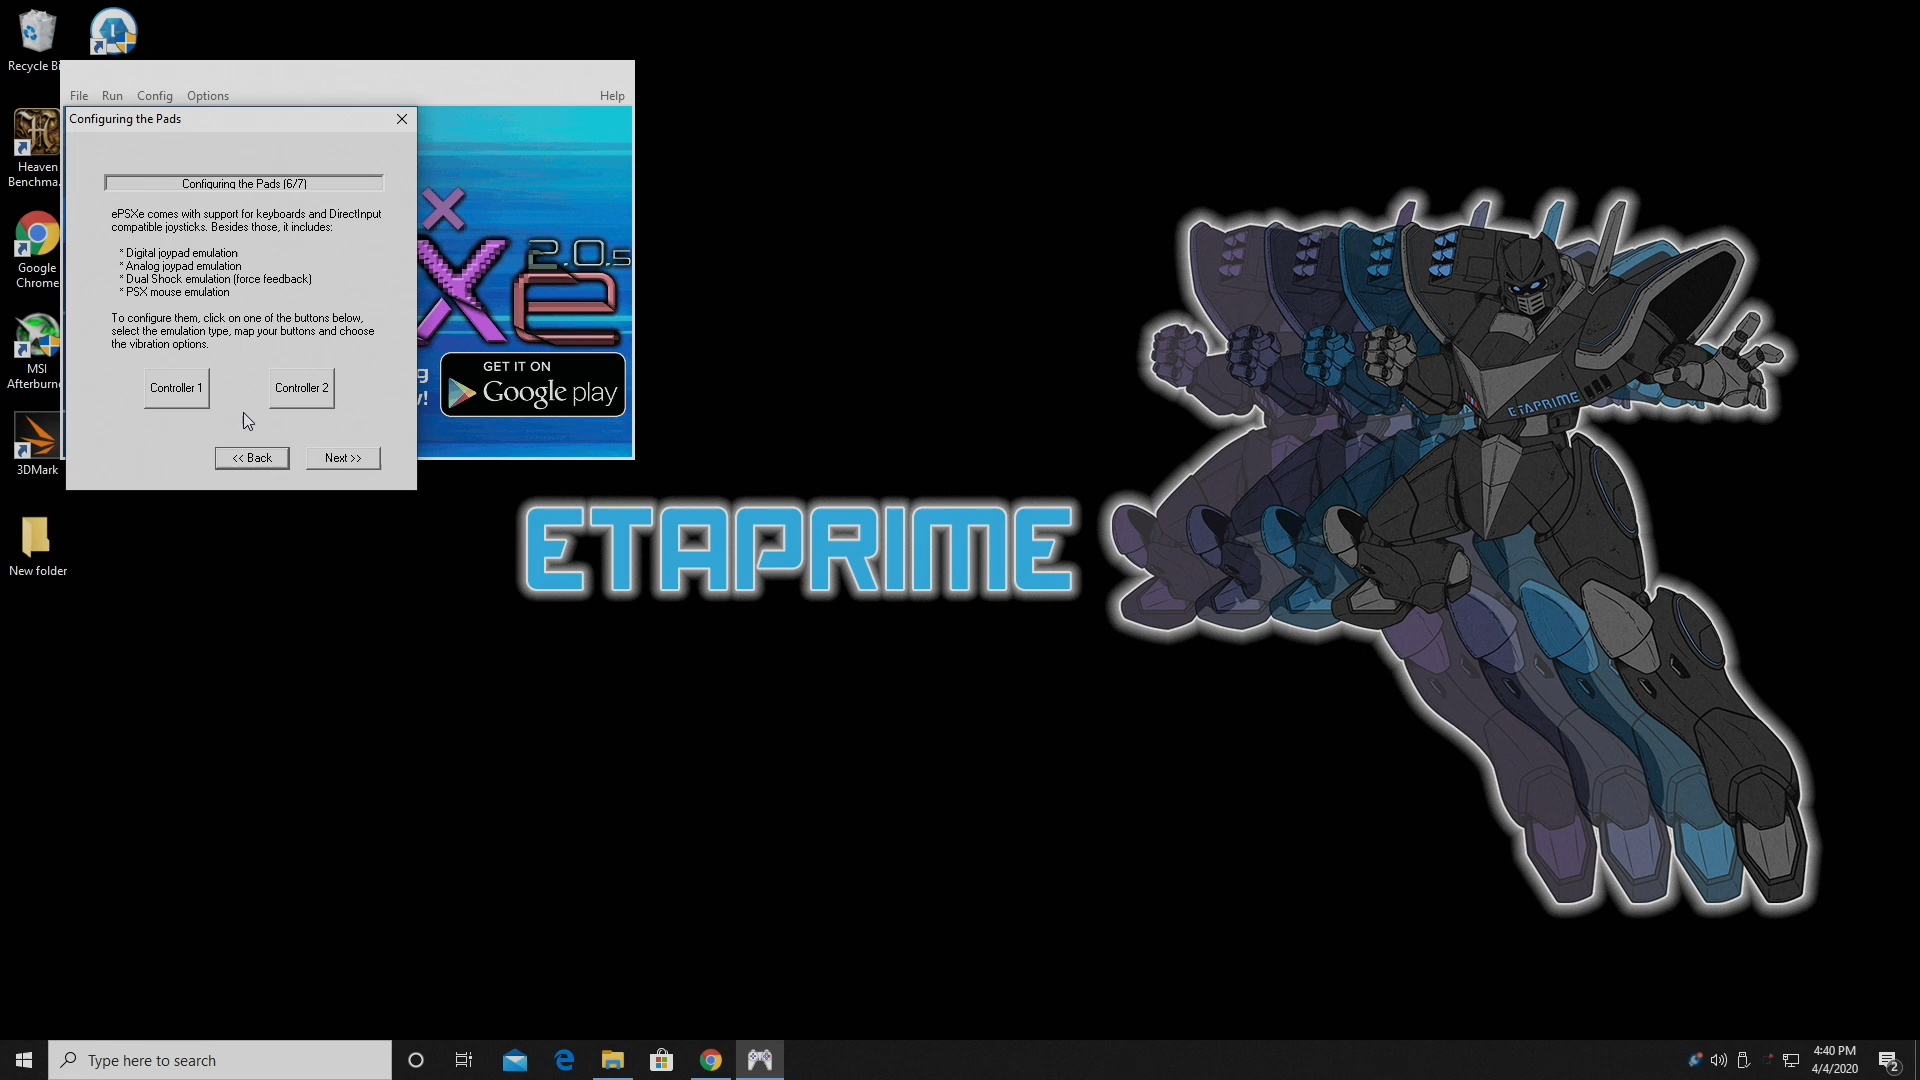 Recycle Bi
File Run Config Options Help
Configuring the Pads
Configuring the Pads (6/7)
ePSXe comes with support for keyboards and DirectInput
compatible joysticks. Besides those, it includes:
* Digital joypad emulation
* Analog joypad emulation
* Dual Shock emulation (force feedback)
* PSX mouse emulation
To configure them, click on one of the buttons below,
select the emulation type, map your buttons and choose
the vibration options.
Controller 1
Controller 2
<< Back
Next >>
2.0.5
Xe
g
!
GET IT ON
Google play
Heaven
Benchma...
Google
Chrome
MSI
Afterburne
3DMark
New folder
ETAPRIME
ETAPRIME
Type here to search
4:40 PM
4/4/2020
2